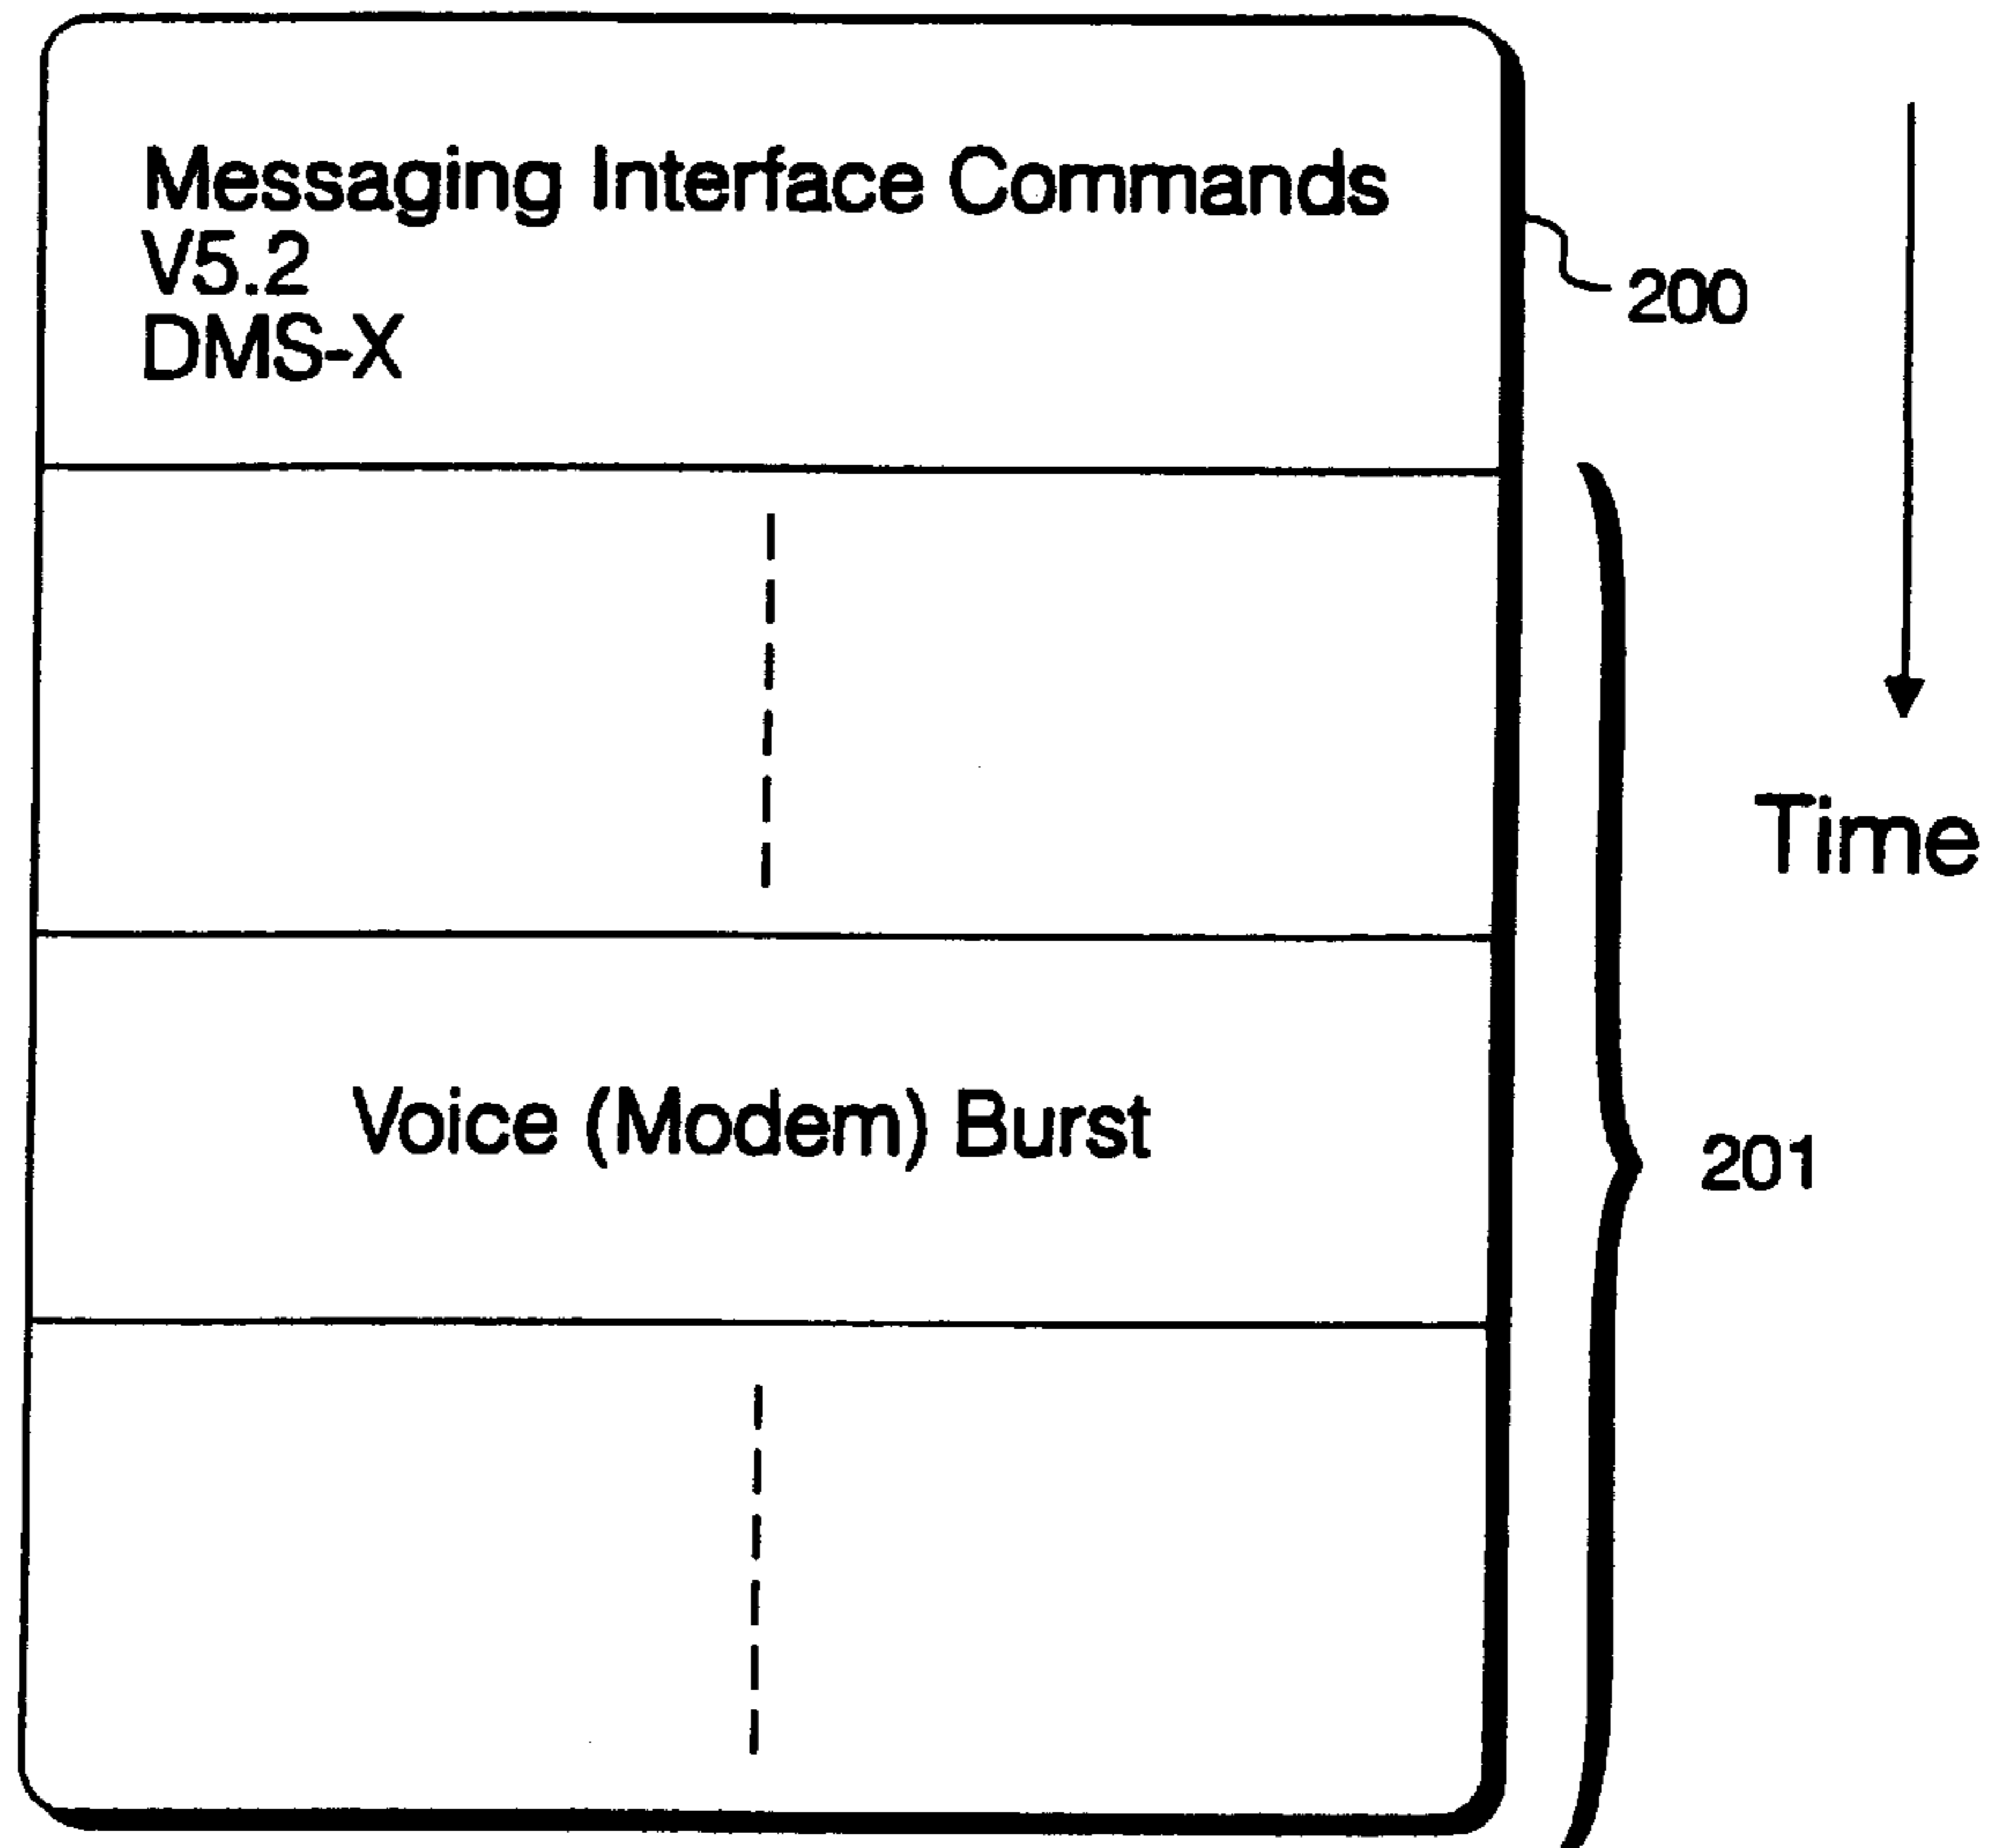 Messaging Interface Commands
V5.2
DMS-X
200
Time
Voice (Modem) Burst
201